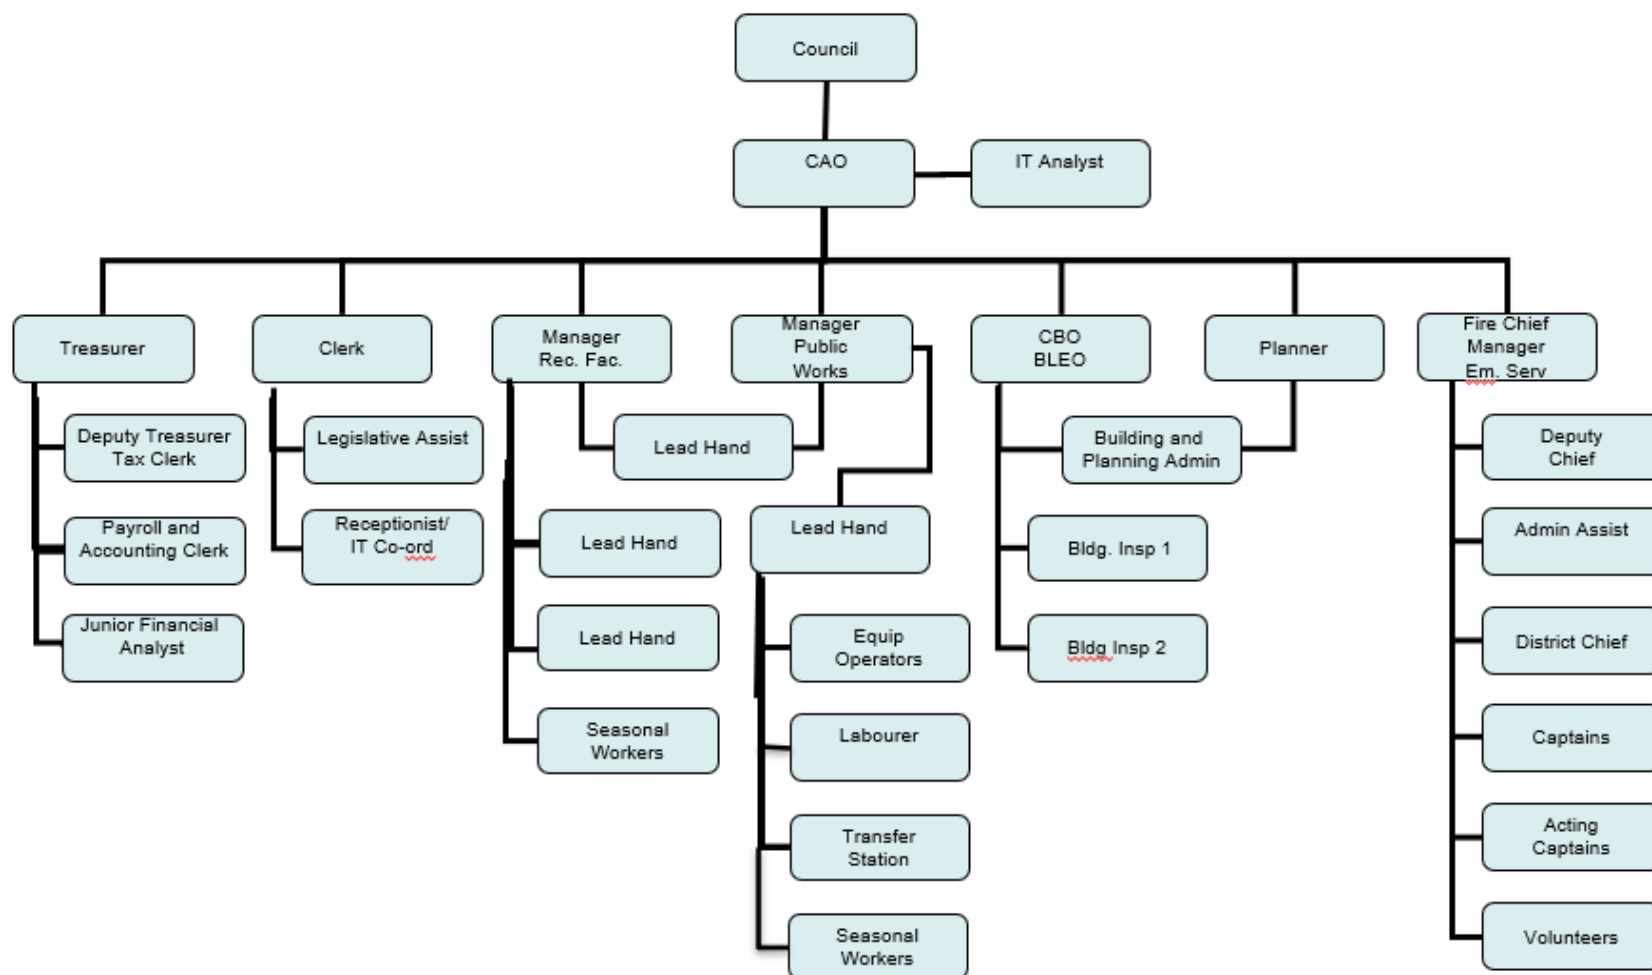 Council
CAO
IT Analyst
Treasurer
Clerk
Manager
Rec. Fac.
Manager
Public
Works
CBO
BLEO
Planner
Fire Chief
Manager
Em. Serv
Deputy Treasurer
Tax Clerk
Payroll and
Accounting Clerk
Junior Financial
Analyst
Legislative Assist
Receptionist/
IT Co-ord
Lead Hand
Lead Hand
Lead Hand
Seasonal
Workers
Lead Hand
Equip
Operators
Labourer
Transfer
Station
Seasonal
Workers
Building and
Planning Admin
Bldg. Insp 1
Bldg Insp 2
Deputy
Chief
Admin Assist
District Chief
Captains
Acting
Captains
Volunteers